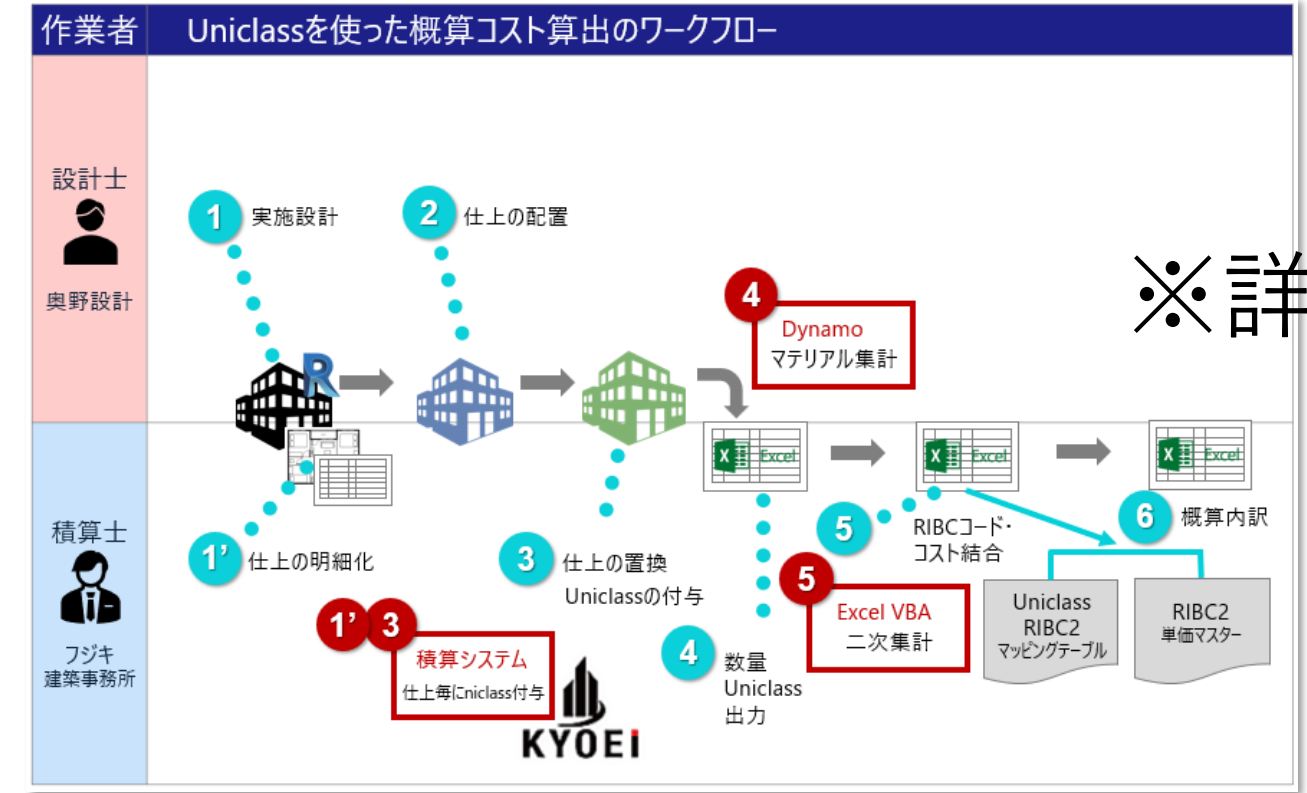 作業者
Uniclassを使った概算コスト算出のワークフロー
設計士
奥野設計
1 実施設計
2 仕上の配置
※詳
4
Dynamo
マテリアル集計
R
X Excel
X Excel
X Excel
積算士
フジキ
建築事務所
1’ 仕上の明細化
3 仕上の置換
Uniclassの付与
1’ 3
積算システム
仕上毎にniclass付与
KYOEi
4 数量
Uniclass
出力
5 RIBCコード・
コスト結合
5
Excel VBA
二次集計
6 概算内訳
Uniclass
RIBC2
マッピングテーブル
RIBC2
単価マスター